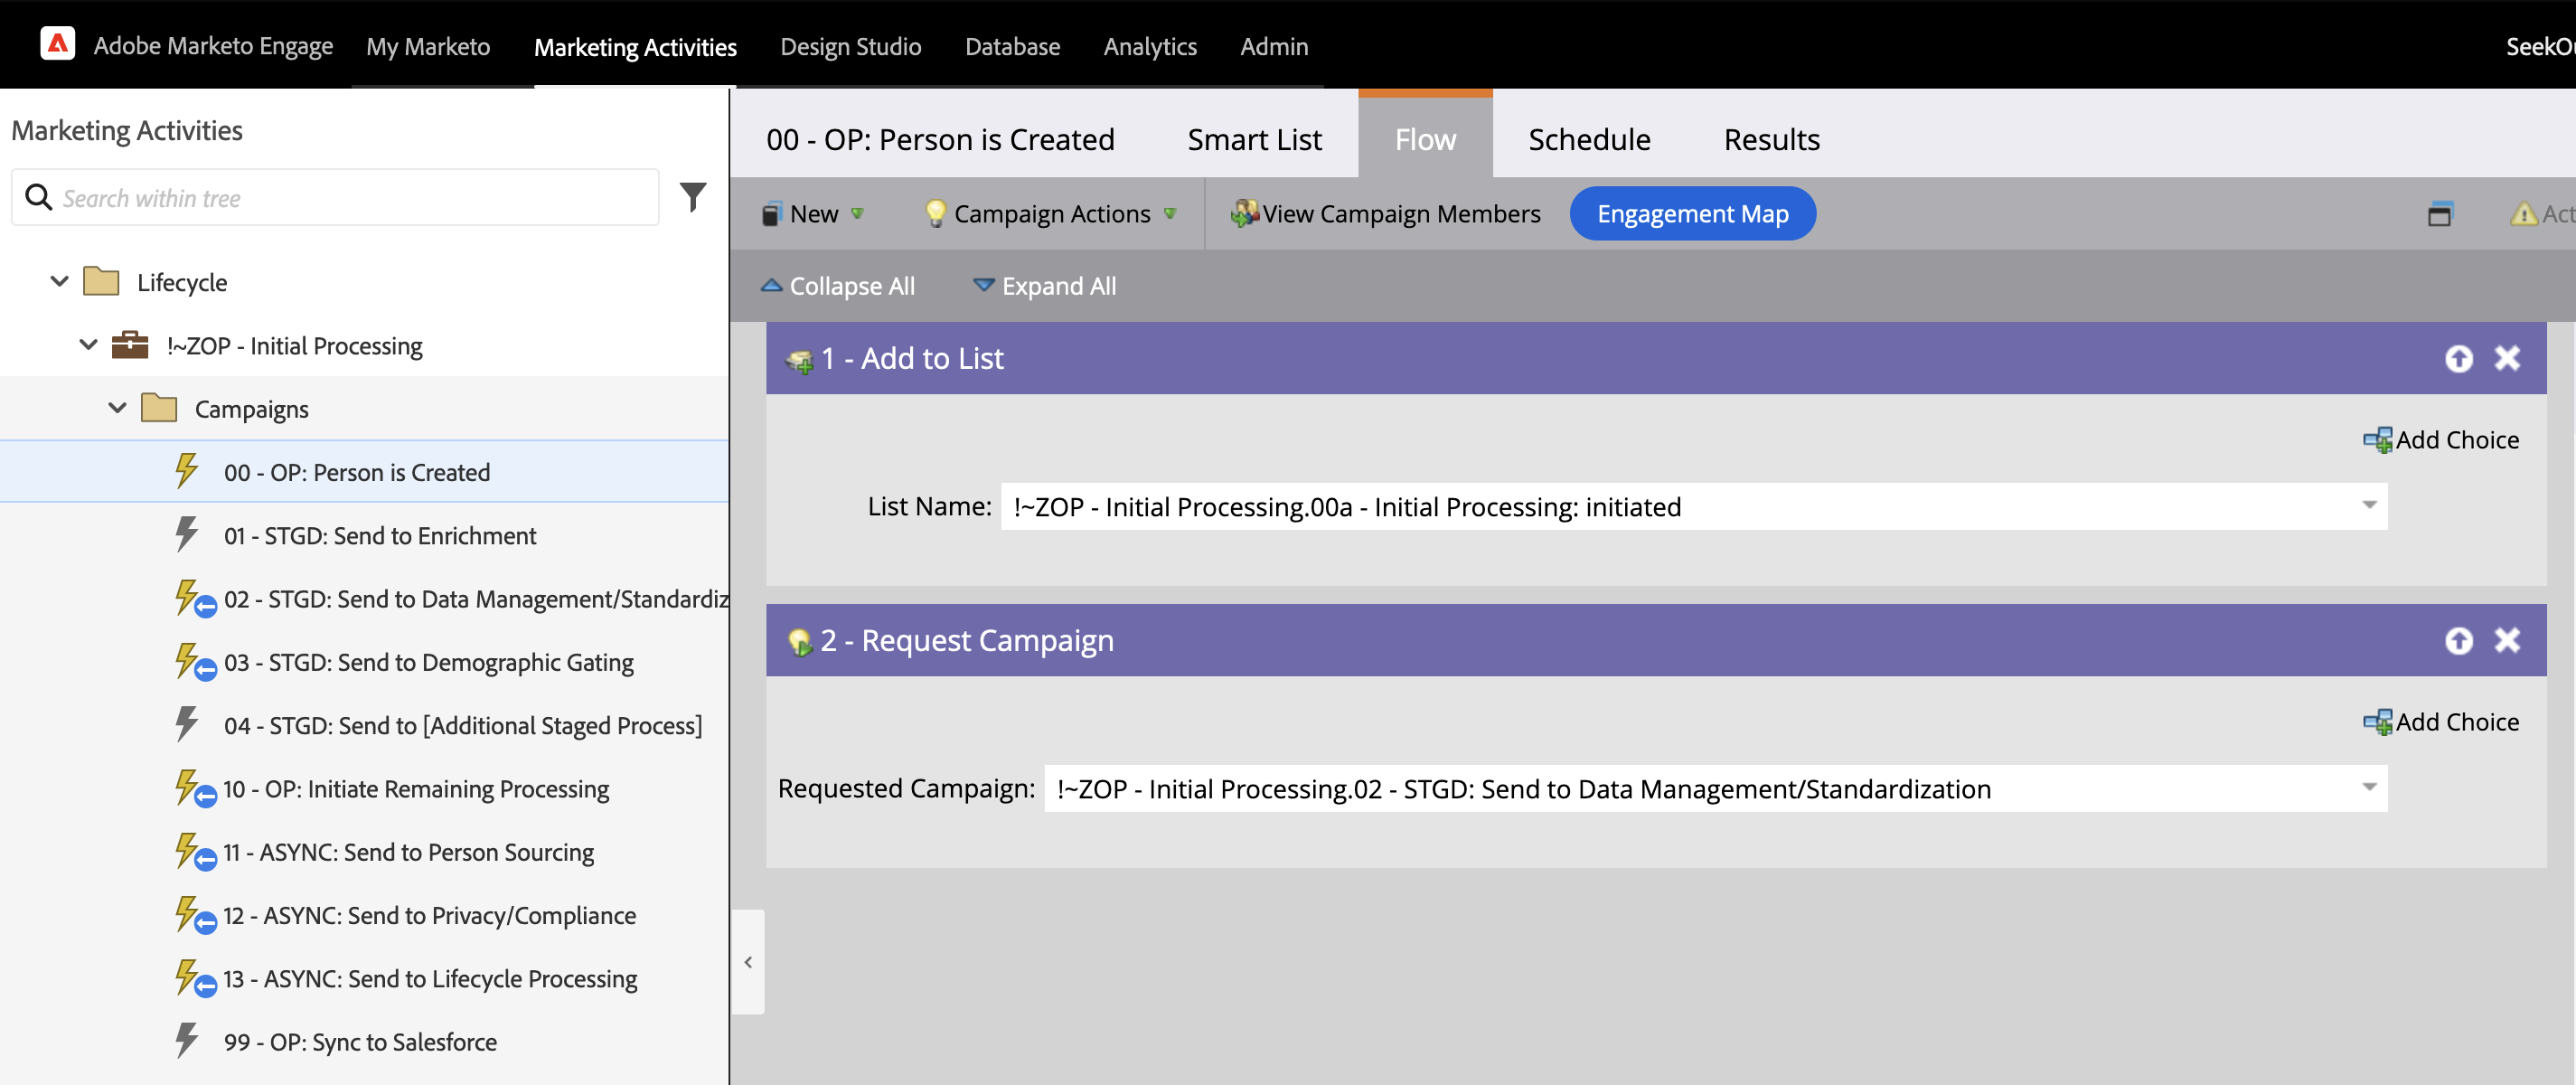 Adobe Marketo Engage My Marketo Marketing Activities Design Studio Database Analytics Admin
Marketing Activities
Search within tree
Lifecycle
!~ZOP - Initial Processing
Campaigns
00 - OP: Person is Created
01 - STGD: Send to Enrichment
02 - STGD: Send to Data Management/Standardiz
03 - STGD: Send to Demographic Gating
04 - STGD: Send to [Additional Staged Process]
10 - OP: Initiate Remaining Processing
11 - ASYNC: Send to Person Sourcing
12 - ASYNC: Send to Privacy/Compliance
13 - ASYNC: Send to Lifecycle Processing
99 - OP: Sync to Salesforce
00 - OP: Person is Created Smart List Flow Schedule Results
New Campaign Actions View Campaign Members Engagement Map
Collapse All Expand All
1 - Add to List
Add Choice
List Name: !~ZOP - Initial Processing.00a - Initial Processing: initiated
2 - Request Campaign
Add Choice
Requested Campaign: !~ZOP - Initial Processing.02 - STGD: Send to Data Management/Standardization